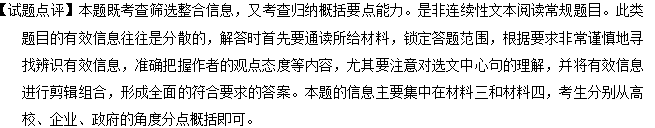 【试题点评】本题既考查筛选整合信息，又考查归纳概括要点能力。是非连续性文本阅读常规题目。此类
题目的有效信息往往是分散的，解答时首先要通读所给材料，锁定答题范围，根据要求非常谨慎地寻
找辨识有效信息，准确把握作者的观点态度等内容，尤其要注意对选文中心句的理解，并将有效信息
进行剪辑组合，形成全面的符合要求的答案。本题的信息主要集中在材料三和材料四，考生分别从高
校、企业、政府的角度分点概括即可。